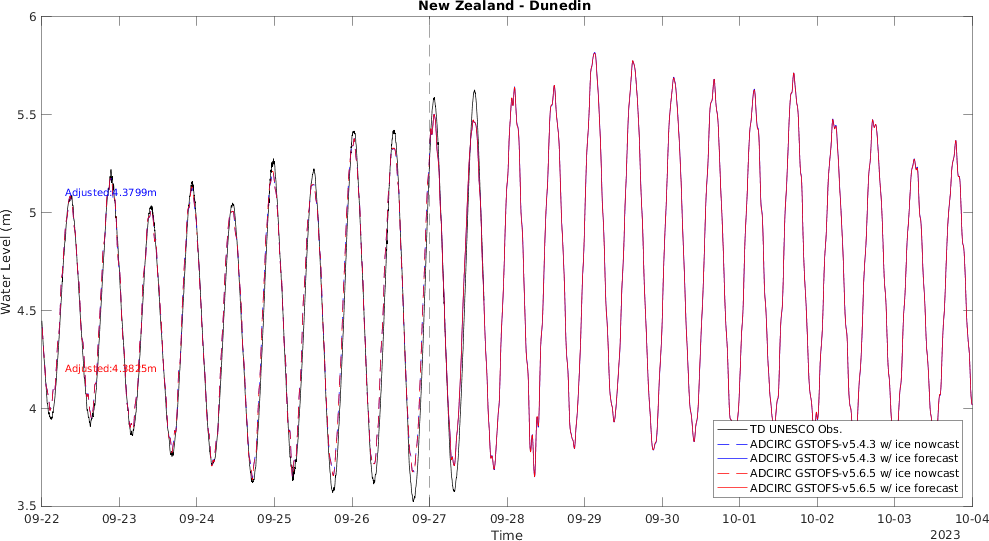 New Zealand - Dunedin
6
5.5
5
4.5
4
3.5
Water Level (m)
Adjusted:4.3799m
Adjusted:4.3825m
TD UNESCO Obs.
ADCIRC GSTOFS-v5.4.3 w/ ice nowcast
ADCIRC GSTOFS-v5.4.3 w/ ice forecast
ADCIRC GSTOFS-v5.6.5 w/ ice nowcast
ADCIRC GSTOFS-v5.6.5 w/ ice forecast
09-22 09-23 09-24 09-25 09-26 09-27 09-28 09-29 09-30 10-01 10-02 10-03 10-04
Time
2023